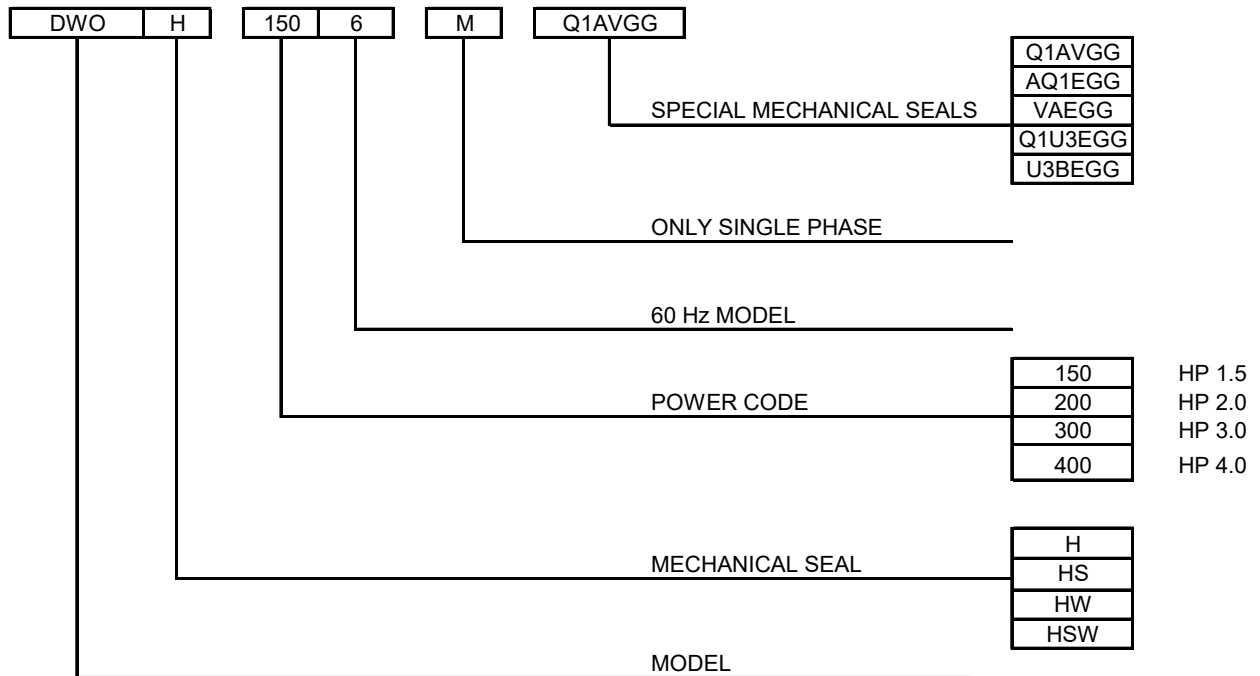 DWO H 150 6 M Q1AVGG
Q1AVGG
AQ1EGG
SPECIAL MECHANICAL SEALS VAEGG
Q1U3EGG
U3BEGG
ONLY SINGLE PHASE
60 Hz MODEL
150 HP 1.5
POWER CODE 200 HP 2.0
300 HP 3.0
400 HP 4.0
H
MECHANICAL SEAL HS
HW
HSW
MODEL